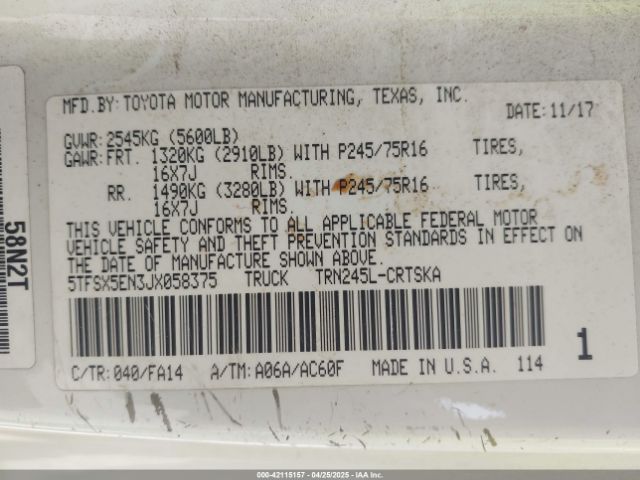 MFD.BY: TOYOTA MOTOR MANUFACTURING, TEXAS, INC.
DATE: 11/17
GVWR: 2545KG (5600LB)
GAWR: FRT. 1320KG (2910LB) WITH P245/75R16 TIRES,
16X7J RIMS.
RR. 1490KG (3280LB) WITH P245/75R16 TIRES,
16X7J RIMS.
THIS VEHICLE CONFORMS TO ALL APPLICABLE FEDERAL MOTOR
VEHICLE SAFETY AND THEFT PREVENTION STANDARDS IN EFFECT ON
THE DATE OF MANUFACTURE SHOWN ABOVE.
5TFSX5EN3JX058375 TRUCK TRN245L-CRTSKA
1
C/TR: 040/FA14 A/TM: A06A/AC60F MADE IN U.S.A. 114
58N2T
000-42115157 - 04/25/2025 - IAAI.COM